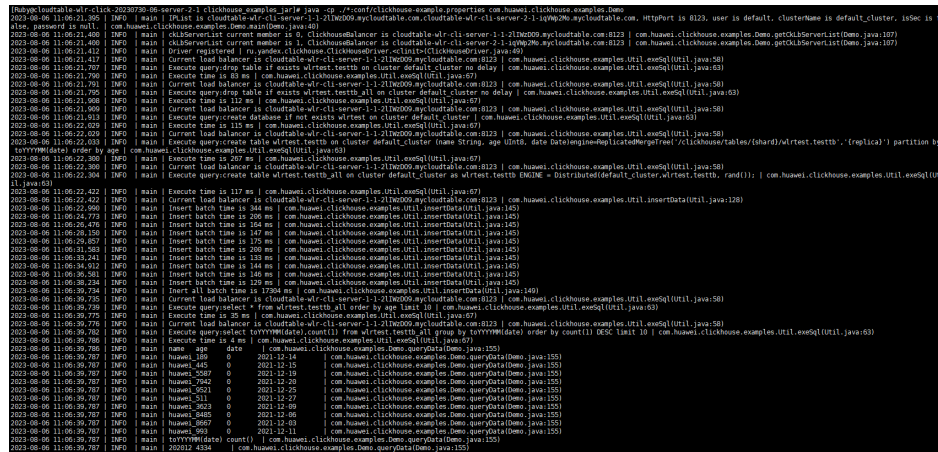 [Ruby@cloudtable-wlr-click-20230730-06-server-2-1 clickhouse_examples_jar]# java -cp ./*:conf/clickhouse-example.properties com.huawei.clickhouse.examples.Demo
2023-08-06 11:06:21,395 | INFO | main | IPList is cloudtable-wlr-cli-server-1-1-2lIWzDO9.mycloudtable.com,cloudtable-wlr-cli-server-2-1-iqVWp2Mo.mycloudtable.com, HttpPort is 8123, user is default, clusterName is default_cluster, isSec is f
alse, password is null. | com.huawei.clickhouse.examples.Demo.main(Demo.java:40)
2023-08-06 11:06:21,400 | INFO | main | ckLbServerList current member is 0, ClickhouseBalancer is cloudtable-wlr-cli-server-1-1-2lIWzDO9.mycloudtable.com:8123 | com.huawei.clickhouse.examples.Demo.getCkLbServerList(Demo.java:107)
2023-08-06 11:06:21,400 | INFO | main | ckLbServerList current member is 1, ClickhouseBalancer is cloudtable-wlr-cli-server-2-1-iqVWp2Mo.mycloudtable.com:8123 | com.huawei.clickhouse.examples.Demo.getCkLbServerList(Demo.java:107)
2023-08-06 11:06:21,412 | INFO | main | Driver registered | ru.yandex.clickhouse.ClickHouseDriver.<clinit>(ClickHouseDriver.java:49)
2023-08-06 11:06:21,417 | INFO | main | Current load balancer is cloudtable-wlr-cli-server-1-1-2lIWzDO9.mycloudtable.com:8123 | com.huawei.clickhouse.examples.Util.exeSql(Util.java:58)
2023-08-06 11:06:21,707 | INFO | main | Execute query:drop table if exists wlrtest.testtb on cluster default_cluster no delay | com.huawei.clickhouse.examples.Util.exeSql(Util.java:63)
2023-08-06 11:06:21,790 | INFO | main | Execute time is 83 ms | com.huawei.clickhouse.examples.Util.exeSql(Util.java:67)
2023-08-06 11:06:21,791 | INFO | main | Current load balancer is cloudtable-wlr-cli-server-1-1-2lIWzDO9.mycloudtable.com:8123 | com.huawei.clickhouse.examples.Util.exeSql(Util.java:58)
2023-08-06 11:06:21,795 | INFO | main | Execute query:drop table if exists wlrtest.testtb_all on cluster default_cluster no delay | com.huawei.clickhouse.examples.Util.exeSql(Util.java:63)
2023-08-06 11:06:21,908 | INFO | main | Execute time is 112 ms | com.huawei.clickhouse.examples.Util.exeSql(Util.java:67)
2023-08-06 11:06:21,909 | INFO | main | Current load balancer is cloudtable-wlr-cli-server-1-1-2lIWzDO9.mycloudtable.com:8123 | com.huawei.clickhouse.examples.Util.exeSql(Util.java:58)
2023-08-06 11:06:21,913 | INFO | main | Execute query:create database if not exists wlrtest on cluster default_cluster | com.huawei.clickhouse.examples.Util.exeSql(Util.java:63)
2023-08-06 11:06:22,029 | INFO | main | Execute time is 115 ms | com.huawei.clickhouse.examples.Util.exeSql(Util.java:67)
2023-08-06 11:06:22,029 | INFO | main | Current load balancer is cloudtable-wlr-cli-server-1-1-2lIWzDO9.mycloudtable.com:8123 | com.huawei.clickhouse.examples.Util.exeSql(Util.java:58)
2023-08-06 11:06:22,033 | INFO | main | Execute query:create table wlrtest.testtb on cluster default_cluster (name String, age UInt8, date Date)engine=ReplicatedMergeTree('/clickhouse/tables/{shard}/wlrtest.testtb','{replica}') partition by
toYYYYMM(date) order by age | com.huawei.clickhouse.examples.Util.exeSql(Util.java:63)
2023-08-06 11:06:22,300 | INFO | main | Execute time is 267 ms | com.huawei.clickhouse.examples.Util.exeSql(Util.java:67)
2023-08-06 11:06:22,300 | INFO | main | Current load balancer is cloudtable-wlr-cli-server-1-1-2lIWzDO9.mycloudtable.com:8123 | com.huawei.clickhouse.examples.Util.exeSql(Util.java:58)
2023-08-06 11:06:22,304 | INFO | main | Execute query:create table wlrtest.testtb_all on cluster default_cluster as wlrtest.testtb ENGINE = Distributed(default_cluster,wlrtest,testtb, rand()); | com.huawei.clickhouse.examples.Util.exeSql(Ut
il.java:63)
2023-08-06 11:06:22,422 | INFO | main | Execute time is 117 ms | com.huawei.clickhouse.examples.Util.exeSql(Util.java:67)
2023-08-06 11:06:22,422 | INFO | main | Current load balancer is cloudtable-wlr-cli-server-1-1-2lIWzDO9.mycloudtable.com:8123 | com.huawei.clickhouse.examples.Util.insertData(Util.java:128)
2023-08-06 11:06:22,990 | INFO | main | Insert batch time is 344 ms | com.huawei.clickhouse.examples.Util.insertData(Util.java:145)
2023-08-06 11:06:24,773 | INFO | main | Insert batch time is 206 ms | com.huawei.clickhouse.examples.Util.insertData(Util.java:145)
2023-08-06 11:06:26,476 | INFO | main | Insert batch time is 164 ms | com.huawei.clickhouse.examples.Util.insertData(Util.java:145)
2023-08-06 11:06:28,150 | INFO | main | Insert batch time is 147 ms | com.huawei.clickhouse.examples.Util.insertData(Util.java:145)
2023-08-06 11:06:29,857 | INFO | main | Insert batch time is 175 ms | com.huawei.clickhouse.examples.Util.insertData(Util.java:145)
2023-08-06 11:06:31,583 | INFO | main | Insert batch time is 200 ms | com.huawei.clickhouse.examples.Util.insertData(Util.java:145)
2023-08-06 11:06:33,241 | INFO | main | Insert batch time is 133 ms | com.huawei.clickhouse.examples.Util.insertData(Util.java:145)
2023-08-06 11:06:34,912 | INFO | main | Insert batch time is 144 ms | com.huawei.clickhouse.examples.Util.insertData(Util.java:145)
2023-08-06 11:06:36,581 | INFO | main | Insert batch time is 146 ms | com.huawei.clickhouse.examples.Util.insertData(Util.java:145)
2023-08-06 11:06:38,234 | INFO | main | Insert batch time is 129 ms | com.huawei.clickhouse.examples.Util.insertData(Util.java:145)
2023-08-06 11:06:39,734 | INFO | main | Inert all batch time is 17304 ms | com.huawei.clickhouse.examples.Util.insertData(Util.java:149)
2023-08-06 11:06:39,735 | INFO | main | Current load balancer is cloudtable-wlr-cli-server-1-1-2lIWzDO9.mycloudtable.com:8123 | com.huawei.clickhouse.examples.Util.exeSql(Util.java:58)
2023-08-06 11:06:39,739 | INFO | main | Execute query:select * from wlrtest.testtb_all order by age limit 10 | com.huawei.clickhouse.examples.Util.exeSql(Util.java:63)
2023-08-06 11:06:39,775 | INFO | main | Execute time is 35 ms | com.huawei.clickhouse.examples.Util.exeSql(Util.java:67)
2023-08-06 11:06:39,776 | INFO | main | Current load balancer is cloudtable-wlr-cli-server-1-1-2lIWzDO9.mycloudtable.com:8123 | com.huawei.clickhouse.examples.Util.exeSql(Util.java:58)
2023-08-06 11:06:39,782 | INFO | main | Execute query:select toYYYYMM(date),count(1) from wlrtest.testtb_all group by toYYYYMM(date) order by count(1) DESC limit 10 | com.huawei.clickhouse.examples.Util.exeSql(Util.java:63)
2023-08-06 11:06:39,786 | INFO | main | Execute time is 4 ms | com.huawei.clickhouse.examples.Util.exeSql(Util.java:67)
2023-08-06 11:06:39,786 | INFO | main | name age date | com.huawei.clickhouse.examples.Demo.queryData(Demo.java:155)
2023-08-06 11:06:39,787 | INFO | main | huawei_189 0 2021-12-14 | com.huawei.clickhouse.examples.Demo.queryData(Demo.java:155)
2023-08-06 11:06:39,787 | INFO | main | huawei_445 0 2021-12-15 | com.huawei.clickhouse.examples.Demo.queryData(Demo.java:155)
2023-08-06 11:06:39,787 | INFO | main | huawei_5587 0 2021-12-19 | com.huawei.clickhouse.examples.Demo.queryData(Demo.java:155)
2023-08-06 11:06:39,787 | INFO | main | huawei_7942 0 2021-12-20 | com.huawei.clickhouse.examples.Demo.queryData(Demo.java:155)
2023-08-06 11:06:39,787 | INFO | main | huawei_9521 0 2021-12-25 | com.huawei.clickhouse.examples.Demo.queryData(Demo.java:155)
2023-08-06 11:06:39,787 | INFO | main | huawei_511 0 2021-12-27 | com.huawei.clickhouse.examples.Demo.queryData(Demo.java:155)
2023-08-06 11:06:39,787 | INFO | main | huawei_3623 0 2021-12-09 | com.huawei.clickhouse.examples.Demo.queryData(Demo.java:155)
2023-08-06 11:06:39,787 | INFO | main | huawei_8485 0 2021-12-06 | com.huawei.clickhouse.examples.Demo.queryData(Demo.java:155)
2023-08-06 11:06:39,787 | INFO | main | huawei_8667 0 2021-12-03 | com.huawei.clickhouse.examples.Demo.queryData(Demo.java:155)
2023-08-06 11:06:39,787 | INFO | main | huawei_993 0 2021-12-11 | com.huawei.clickhouse.examples.Demo.queryData(Demo.java:155)
2023-08-06 11:06:39,787 | INFO | main | toYYYYMM(date) count() | com.huawei.clickhouse.examples.Demo.queryData(Demo.java:155)
2023-08-06 11:06:39,787 | INFO | main | 202012 4334 | com.huawei.clickhouse.examples.Demo.queryData(Demo.java:155)